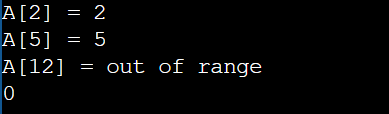 A[2] = 2
A[5] = 5
A[12] = out of range
0